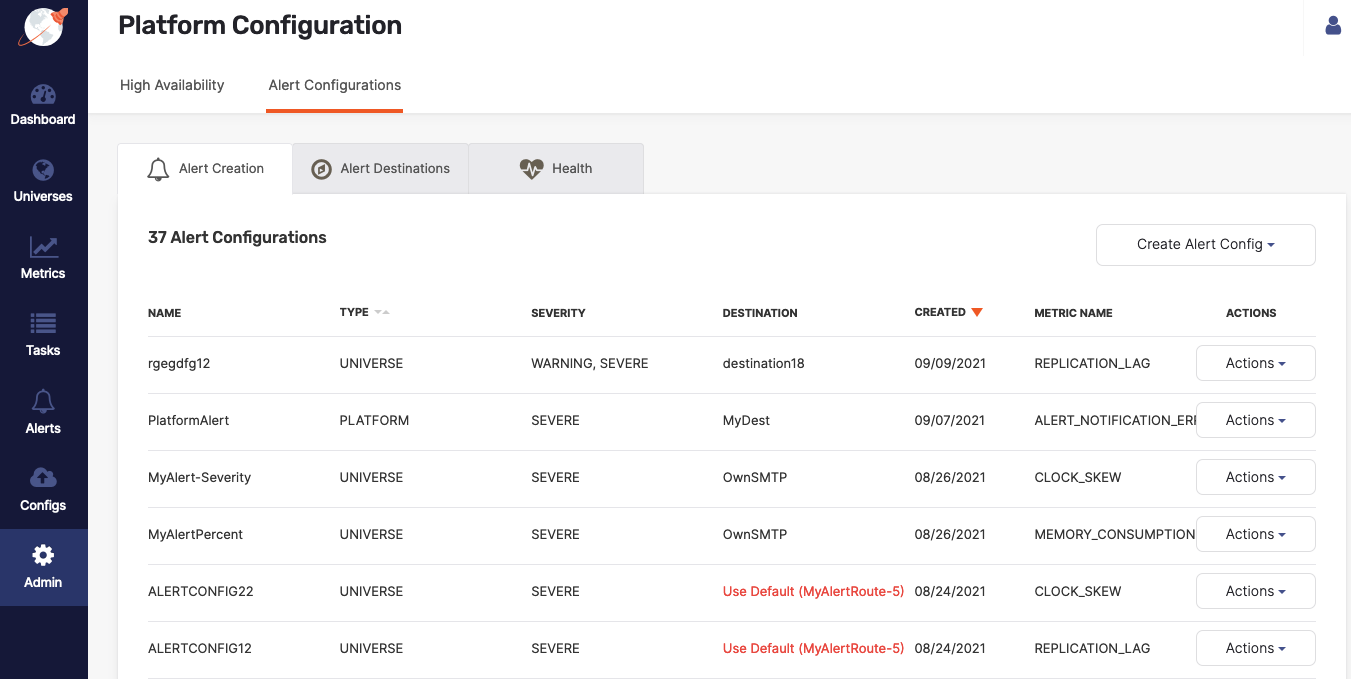 Platform Configuration
High Availability
Alert Configurations
Dashboard
Universes
Metrics
Tasks
Alerts
Configs
Admin
Alert Creation
Alert Destinations
Health
37 Alert Configurations
Create Alert Config
NAME TYPE SEVERITY DESTINATION CREATED METRIC NAME ACTIONS
rgegdfg12 UNIVERSE WARNING, SEVERE destination18 09/09/2021 REPLICATION_LAG Actions
PlatformAlert PLATFORM SEVERE MyDest 09/07/2021 ALERT_NOTIFICATION_ERR Actions
MyAlert-Severity UNIVERSE SEVERE OwnSMTP 08/26/2021 CLOCK_SKEW Actions
MyAlertPercent UNIVERSE SEVERE OwnSMTP 08/26/2021 MEMORY_CONSUMPTION Actions
ALERTCONFIG22 UNIVERSE SEVERE Use Default (MyAlertRoute-5) 08/24/2021 CLOCK_SKEW Actions
ALERTCONFIG12 UNIVERSE SEVERE Use Default (MyAlertRoute-5) 08/24/2021 REPLICATION_LAG Actions